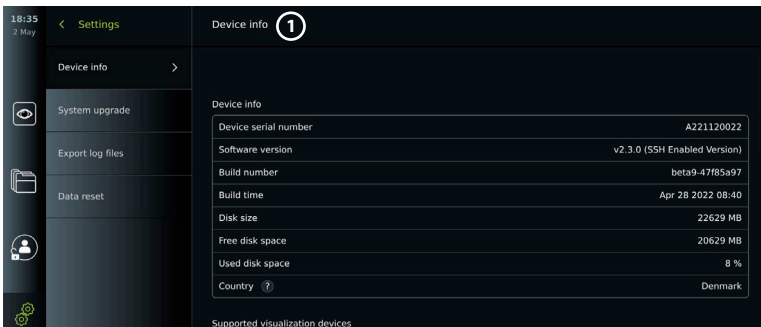 18:35
2 May
Settings
Device info
1
Device info
System upgrade
Export log files
Data reset
Device info
Device serial number A221120022
Software version v2.3.0 (SSH Enabled Version)
Build number beta9-47f85a97
Build time Apr 28 2022 08:40
Disk size 22629 MB
Free disk space 20629 MB
Used disk space 8 %
Country ? Denmark
Supported visualization devices